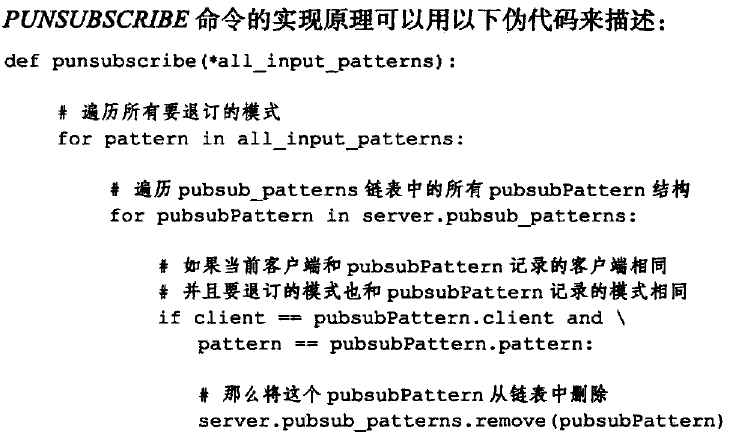 PUNSUBSCRIBE 命令的实现原理可以用以下伪代码来描述：
def punsubscribe(*all_input_patterns):
# 遍历所有要退订的模式
for pattern in all_input_patterns:
# 遍历 pubsub_patterns 链表中的所有 pubsubPattern 结构
for pubsubPattern in server.pubsub_patterns:
# 如果当前客户端和 pubsubPattern 记录的客户端相同
# 并且要退订的模式也和 pubsubPattern 记录的模式相同
if client == pubsubPattern.client and \
pattern == pubsubPattern.pattern:
# 那么将这个 pubsubPattern 从链表中删除
server.pubsub_patterns.remove(pubsubPattern)